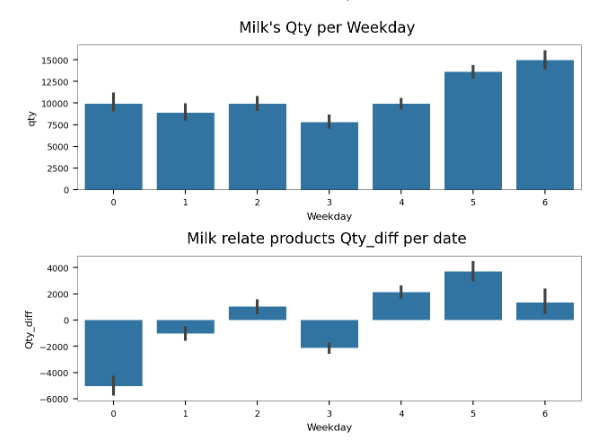 Milk's Qty per Weekday
15000
12500
10000
7500
5000
2500
0
qty
0 1 2 3 4 5 6
Weekday
Milk relate products Qty_diff per date
4000
2000
0
−2000
−4000
−6000
Qty_diff
0 1 2 3 4 5 6
Weekday